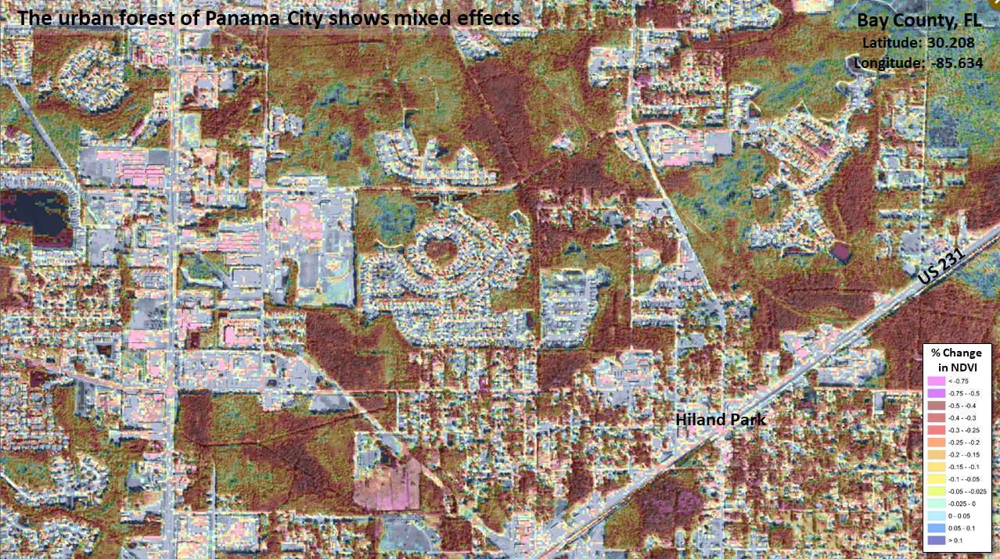 The urban forest of Panama City shows mixed effects
Bay County, FL
Latitude: 30.208
Longitude: -85.634
US 231
% Change
in NDVI
< -0.75
-0.75 - -0.5
-0.5 - -0.4
-0.4 - -0.3
-0.3 - -0.25
-0.25 - -0.2
-0.2 - -0.15
-0.15 - -0.1
-0.1 - -0.05
-0.05 - -0.025
-0.025 - 0
0 - 0.05
0.05 - 0.1
> 0.1
Hiland Park